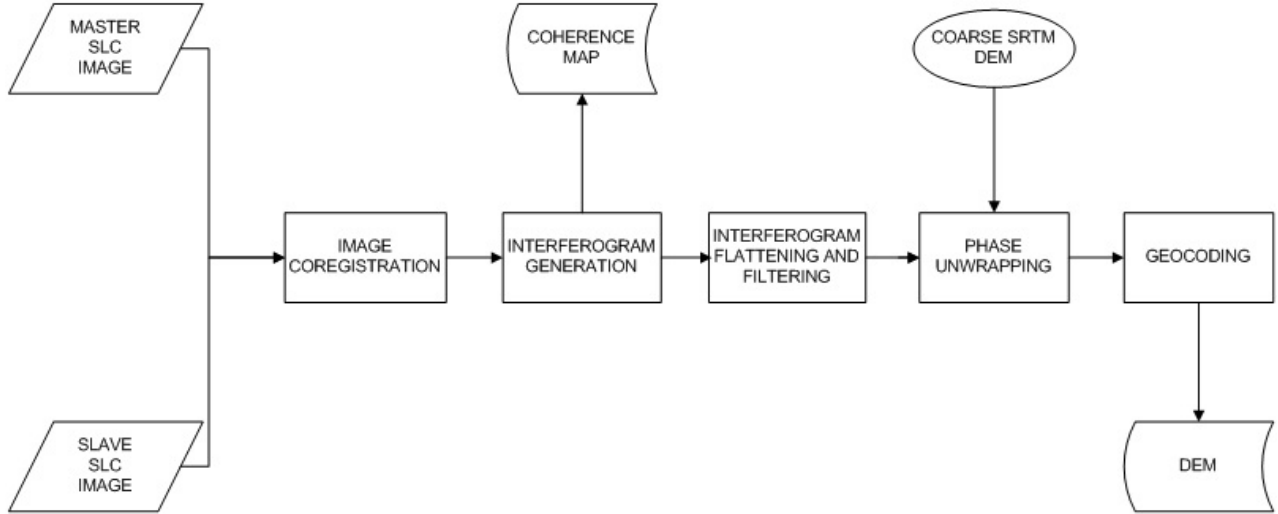 MASTER
SLC
IMAGE
COHERENCE
MAP
COARSE SRTM
DEM
IMAGE
COREGISTRATION
INTERFEROGRAM
GENERATION
INTERFEROGRAM
FLATTENING AND
FILTERING
PHASE
UNWRAPPING
GEOCODING
SLAVE
SLC
IMAGE
DEM